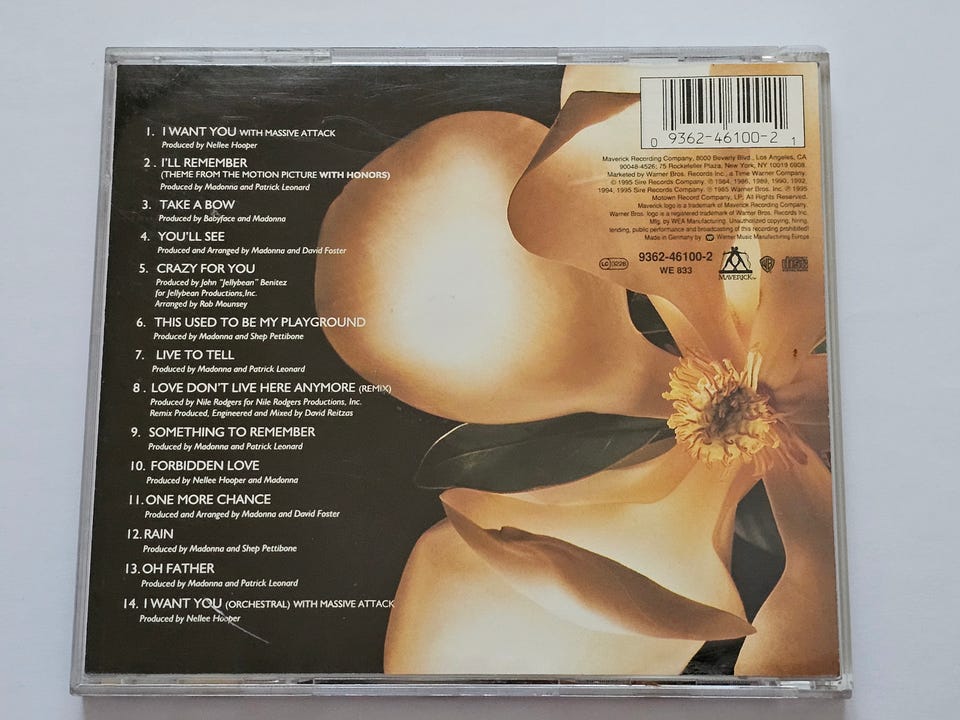 1. I WANT YOU WITH MASSIVE ATTACK
Produced by Nellee Hooper
2. I'LL REMEMBER
(THEME FROM THE MOTION PICTURE WITH HONORS)
Produced by Madonna and Patrick Leonard
3. TAKE A BOW
Produced by Babyface and Madonna
4. YOU'LL SEE
Produced and Arranged by Madonna and David Foster
5. CRAZY FOR YOU
Produced by John "Jellybean" Benitez
for Jellybean Productions, Inc.
Arranged by Rob Mounsey
6. THIS USED TO BE MY PLAYGROUND
Produced by Madonna and Shep Pettibone
7. LIVE TO TELL
Produced by Madonna and Patrick Leonard
8. LOVE DON'T LIVE HERE ANYMORE (REMIX)
Produced by Nile Rodgers for Nile Rodgers Productions, Inc.
Remix Produced, Engineered and Mixed by David Reitzas
9. SOMETHING TO REMEMBER
Produced by Madonna and Patrick Leonard
10. FORBIDDEN LOVE
Produced by Nellee Hooper and Madonna
11. ONE MORE CHANCE
Produced and Arranged by Madonna and David Foster
12. RAIN
Produced by Madonna and Shep Pettibone
13. OH FATHER
Produced by Madonna and Patrick Leonard
14. I WANT YOU (ORCHESTRAL) WITH MASSIVE ATTACK
Produced by Nellee Hooper
0 9362-46100-2 1
Maverick Recording Company, 8000 Beverly Blvd., Los Angeles, CA
90048-4526; 75 Rockefeller Plaza, New York, NY 10019 6908.
Marketed by Warner Bros. Records Inc., a Time Warner Company.
© 1995 Sire Records Company. ℗ 1984, 1986, 1989, 1990, 1992,
1994, 1995 Sire Records Company, ℗ 1985 Warner Bros. Inc. ℗ 1995
Motown Record Company, LP. All Rights Reserved.
Maverick logo is a trademark of Maverick Recording Company.
Warner Bros. logo is a registered trademark of Warner Bros. Records Inc.
Mfg. by WEA Manufacturing. Unauthorized copying, hiring,
lending, public performance and broadcasting of this recording prohibited!
Made in Germany by Warner Music Manufacturing Europe
LC 3228
9362-46100-2
WE 833
MAVERICK
WB
COMPACT disc DIGITAL AUDIO